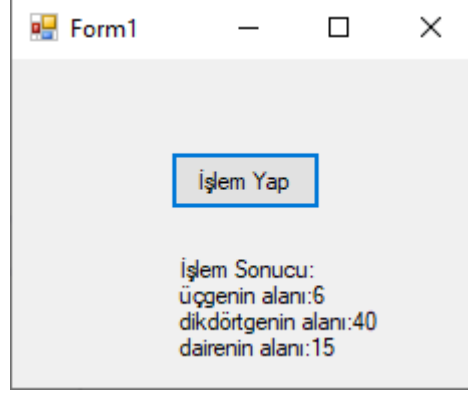 Form1
İşlem Yap
İşlem Sonucu:
üçgenin alanı:6
dikdörtgenin alanı:40
dairenin alanı:15